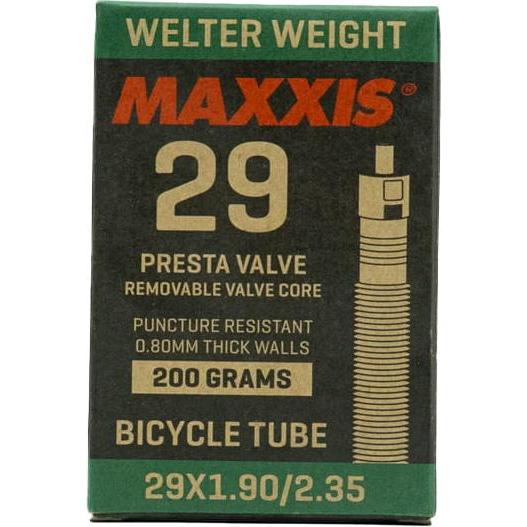 WELTER WEIGHT
MAXXIS®
29
PRESTA VALVE
REMOVABLE VALVE CORE
PUNCTURE RESISTANT
0.80MM THICK WALLS
200 GRAMS
BICYCLE TUBE
29X1.90/2.35